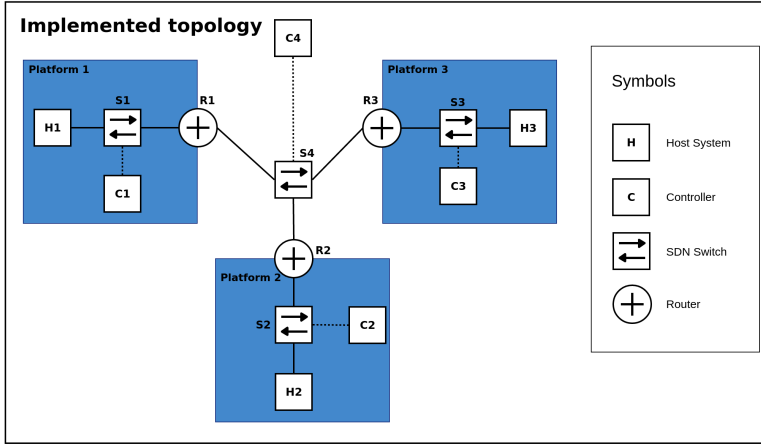 Implemented topology
C4
Platform 1
Platform 3
S1
R1
R3
S3
H1
H3
S4
C1
C3
R2
Platform 2
S2
C2
H2
Symbols
H
Host System
C
Controller
SDN Switch
Router